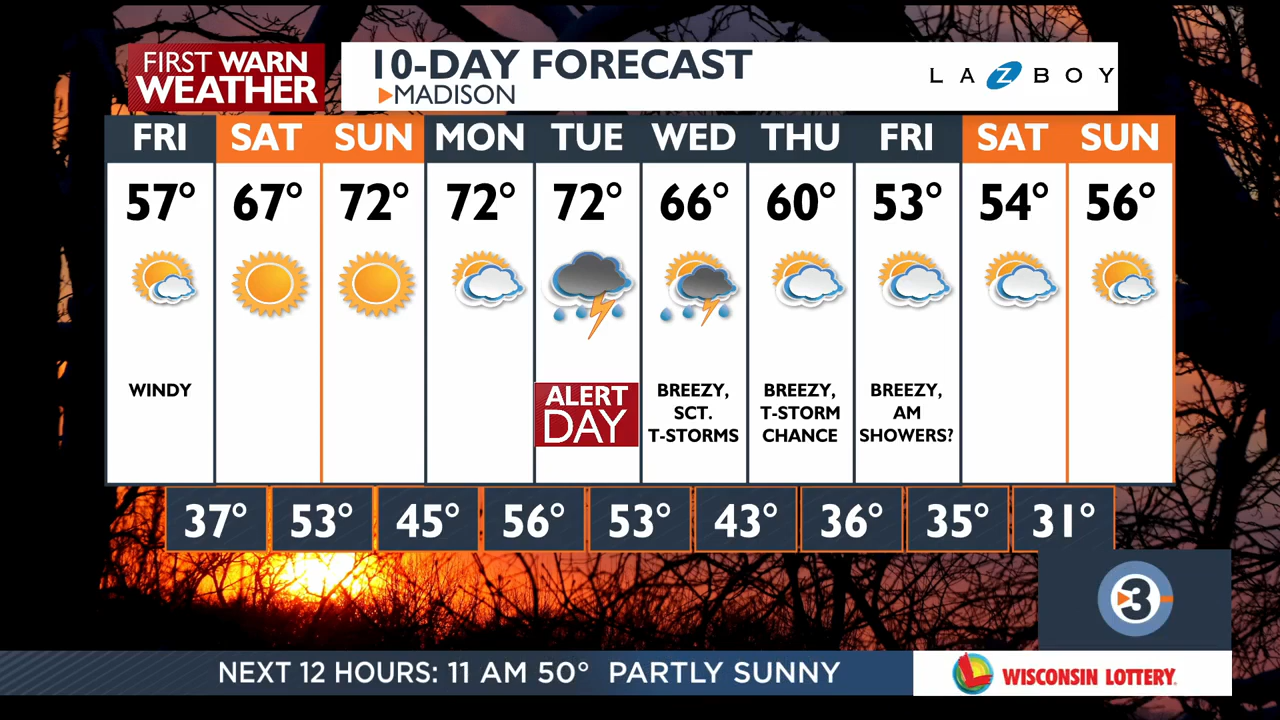 FIRST WARN
WEATHER
10-DAY FORECAST
MADISON
LA Z BOY
FRI SAT SUN MON TUE WED THU FRI SAT SUN
57° 67° 72° 72° 72° 66° 60° 53° 54° 56°
WINDY
ALERT
DAY
BREEZY,
SCT.
T-STORMS
BREEZY,
T-STORM
CHANCE
BREEZY,
AM
SHOWERS?
37° 53° 45° 56° 53° 43° 36° 35° 31°
3
NEXT 12 HOURS: 11 AM 50° PARTLY SUNNY
WISCONSIN LOTTERY